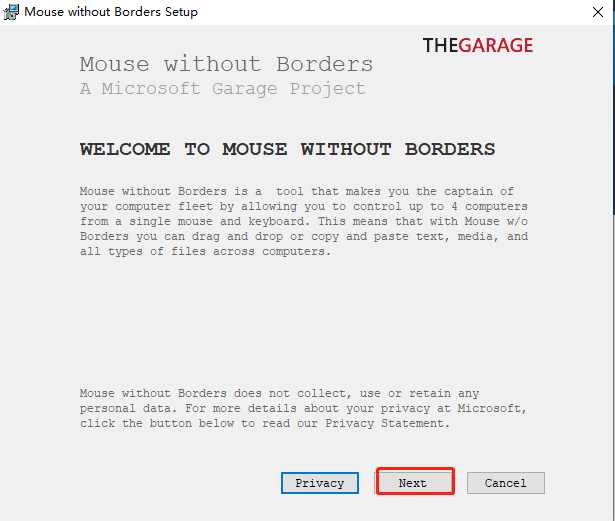 Mouse without Borders Setup
THEGARAGE
Mouse without Borders
A Microsoft Garage Project
WELCOME TO MOUSE WITHOUT BORDERS
Mouse without Borders is a  tool that makes you the captain of
your computer fleet by allowing you to control up to 4 computers
from a single mouse and keyboard. This means that with Mouse w/o
Borders you can drag and drop or copy and paste text, media, and
all types of files across computers.
Mouse without Borders does not collect, use or retain any
personal data. For more details about your privacy at Microsoft,
click the button below to read our Privacy Statement.
Privacy Next Cancel